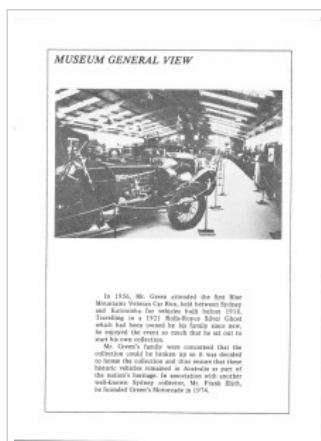 MUSEUM GENERAL VIEW
In 1956, Mr. Green attended the first Blue
Mountains Veteran Car Run, held between Sydney
and Katoomba for vehicles built before 1918.
Travelling in a 1921 Rolls-Royce Silver Ghost
which had been owned by his family since new,
he enjoyed the event so much that he set out to
start his own collection.
Mr. Green's family were concerned that the
collection could be broken up so it was decided
to house the collection and thus ensure that these
historic vehicles remained in Australia as part of
the nation's heritage. In association with another
well-known Sydney collector, Mr. Frank Illich,
he founded Green's Motorcade in 1974.